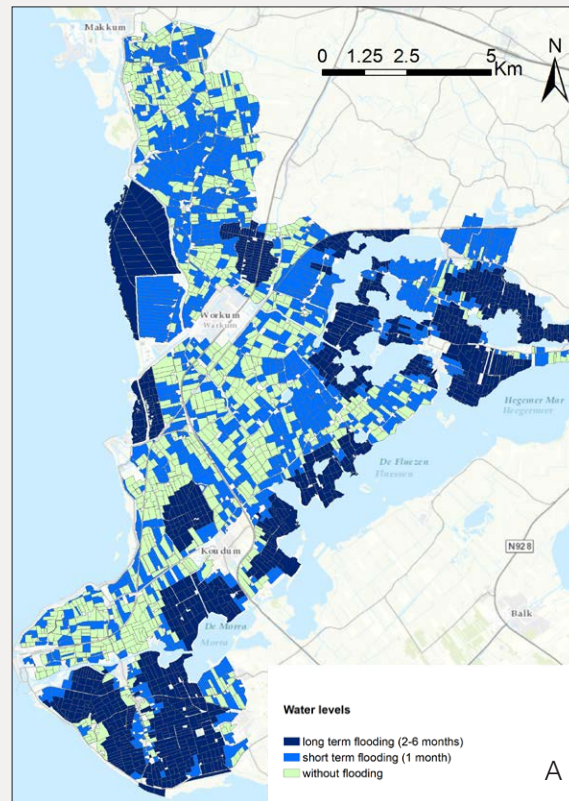 Makkum
0 1.25 2.5 5
Km
N
Workum
Warkum
Hegemer Mar
Heegermeer
De Fluezen
Fluessen
Koudum
N928
Balk
De Morra
Morra
Water levels
long term flooding (2-6 months)
short term flooding (1 month)
without flooding
A